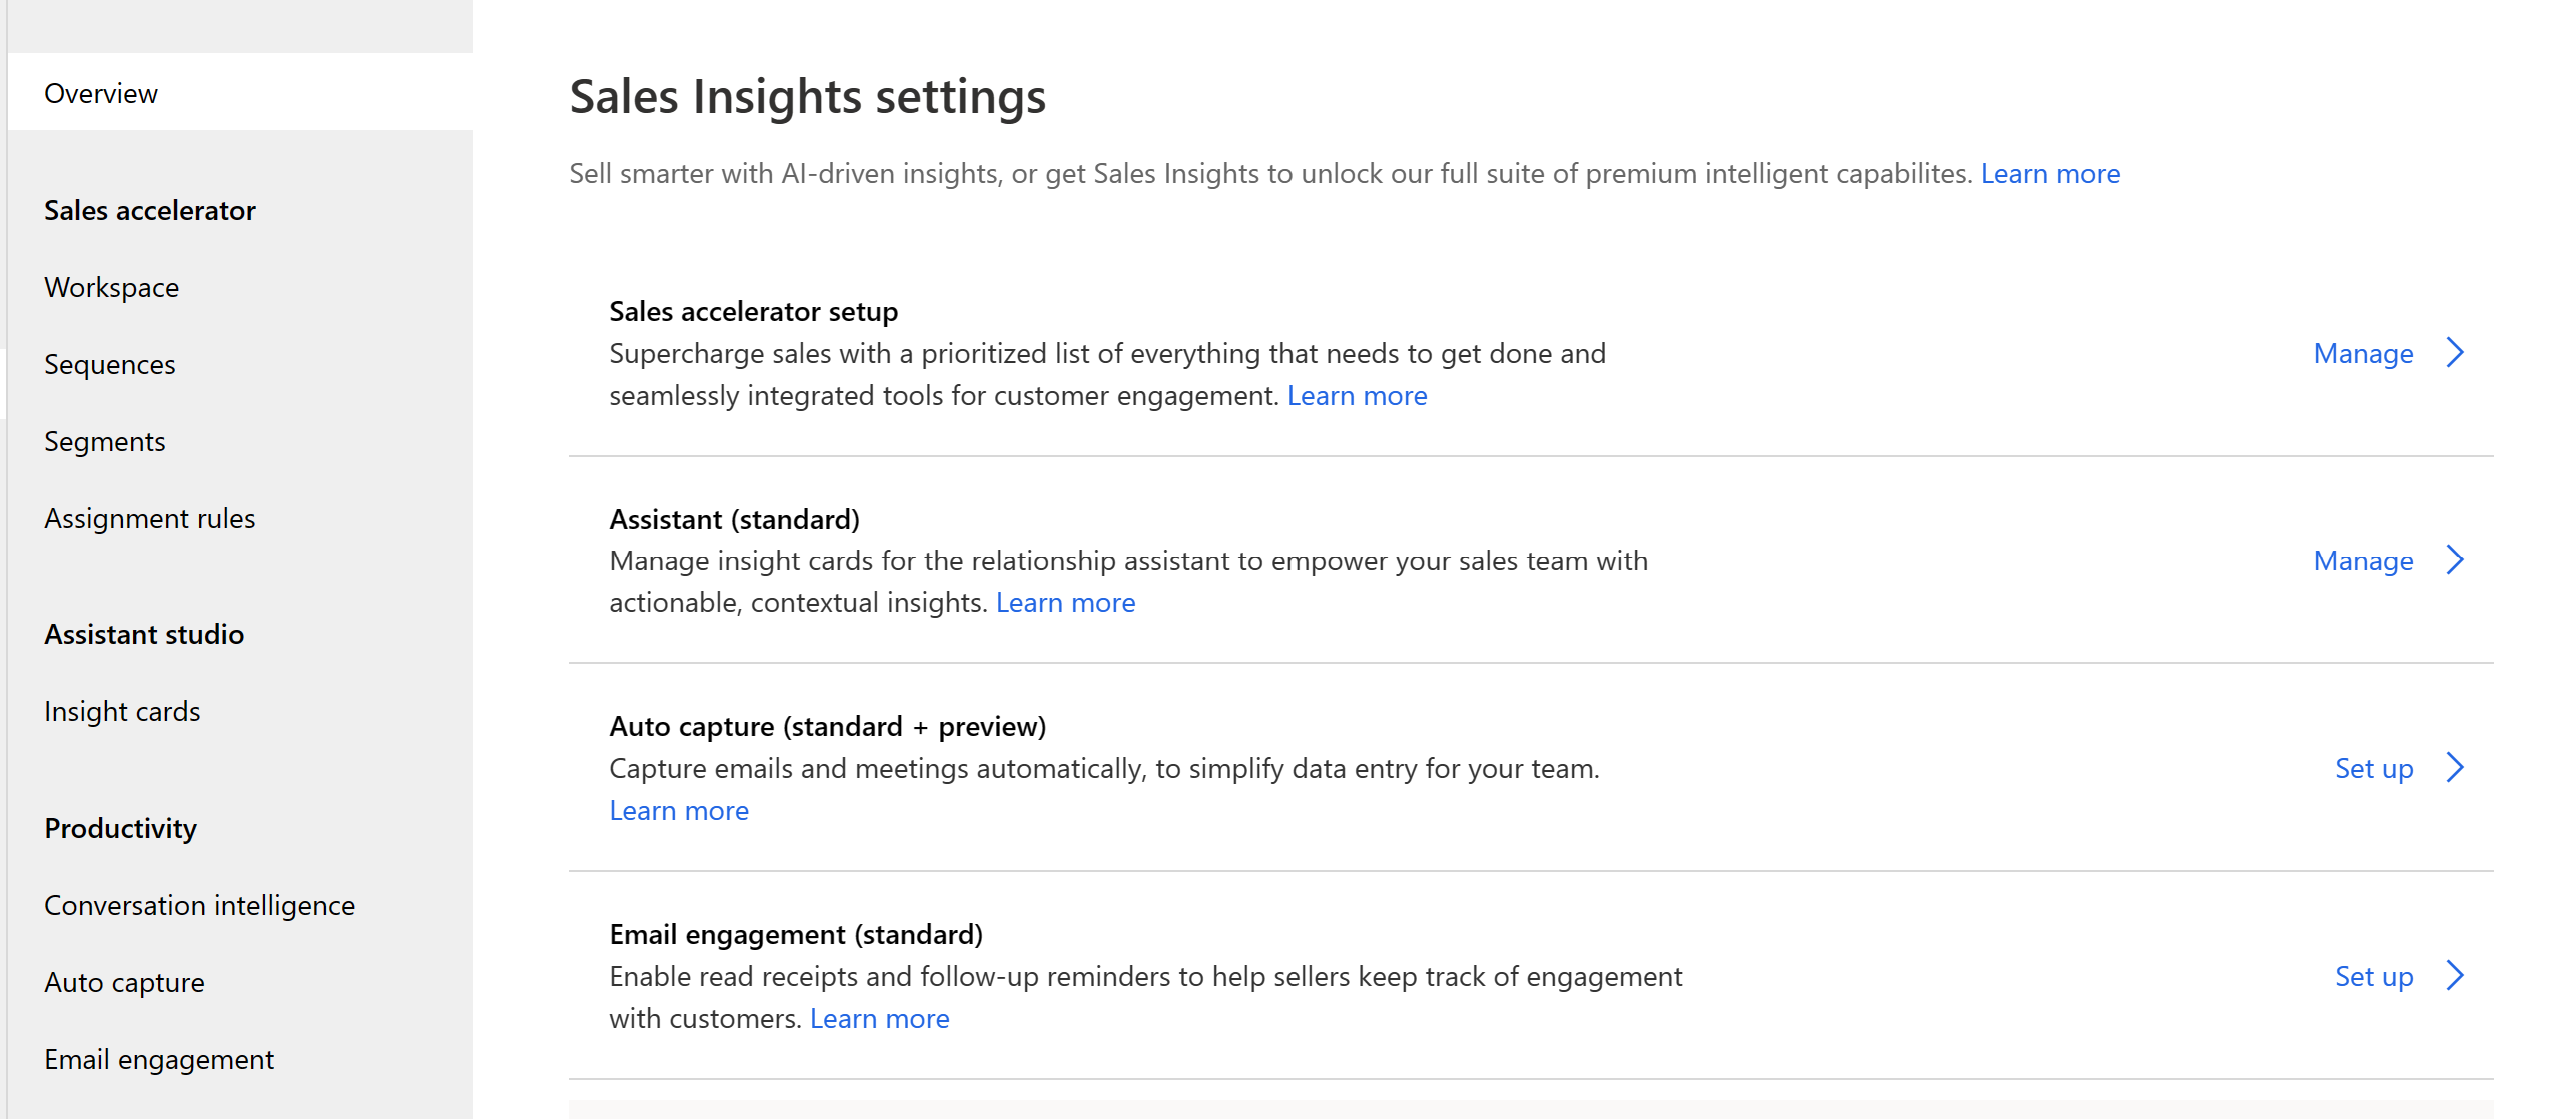 Overview
Sales accelerator
Workspace
Sequences
Segments
Assignment rules
Assistant studio
Insight cards
Productivity
Conversation intelligence
Auto capture
Email engagement
Sales Insights settings
Sell smarter with AI-driven insights, or get Sales Insights to unlock our full suite of premium intelligent capabilites. Learn more
Sales accelerator setup
Supercharge sales with a prioritized list of everything that needs to get done and
seamlessly integrated tools for customer engagement. Learn more
Manage
Assistant (standard)
Manage insight cards for the relationship assistant to empower your sales team with
actionable, contextual insights. Learn more
Manage
Auto capture (standard + preview)
Capture emails and meetings automatically, to simplify data entry for your team.
Learn more
Set up
Email engagement (standard)
Enable read receipts and follow-up reminders to help sellers keep track of engagement
with customers. Learn more
Set up